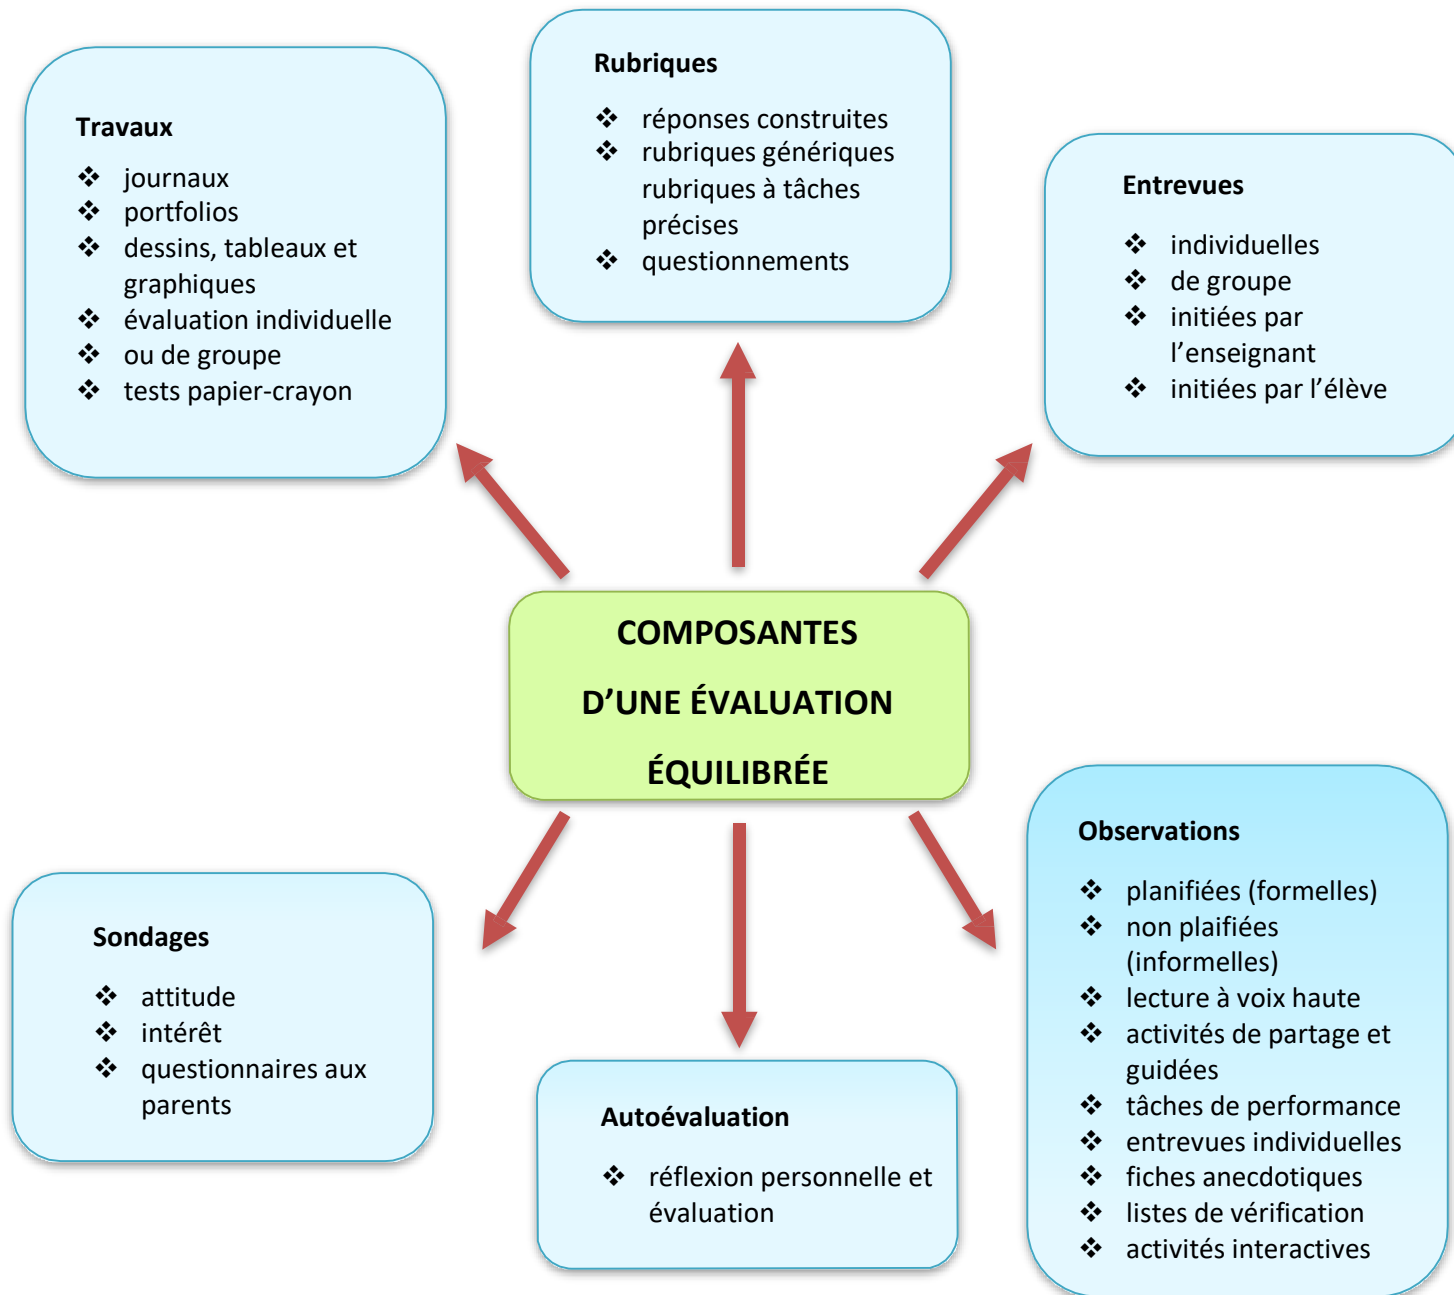 Travaux
❖ journaux
❖ portfolios
❖ dessins, tableaux et
graphiques
❖ évaluation individuelle
❖ ou de groupe
❖ tests papier-crayon
Rubriques
❖ réponses construites
❖ rubriques génériques
rubriques à tâches
précises
❖ questionnements
Entrevues
❖ individuelles
❖ de groupe
❖ initiées par
l’enseignant
❖ initiées par l’élève
COMPOSANTES
D’UNE ÉVALUATION
ÉQUILIBRÉE
Sondages
❖ attitude
❖ intérêt
❖ questionnaires aux
parents
Autoévaluation
❖ réflexion personnelle et
évaluation
Observations
❖ planifiées (formelles)
❖ non plaifiées
(informelles)
❖ lecture à voix haute
❖ activités de partage et
guidées
❖ tâches de performance
❖ entrevues individuelles
❖ fiches anecdotiques
❖ listes de vérification
❖ activités interactives